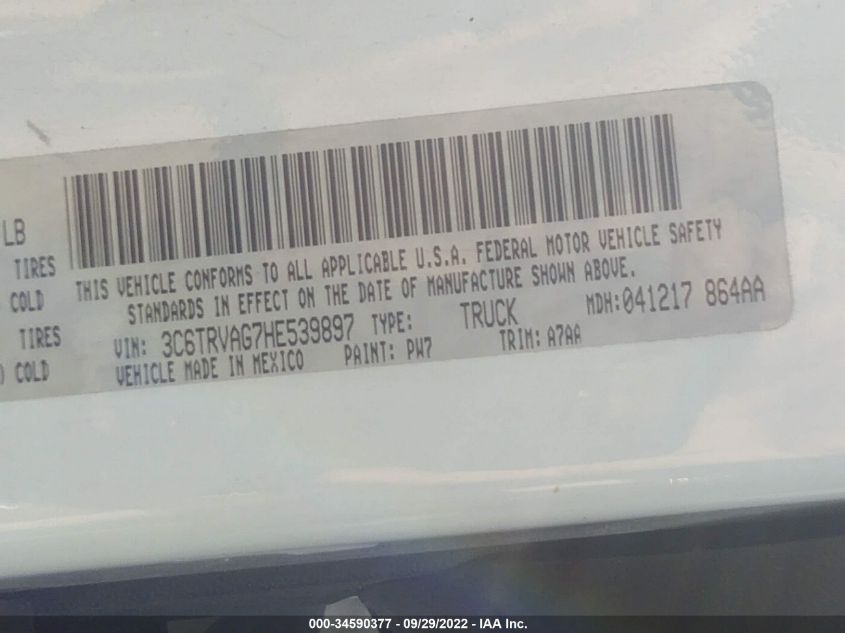 LB
TIRES
COLD
TIRES
COLD
THIS VEHICLE CONFORMS TO ALL APPLICABLE U.S.A. FEDERAL MOTOR VEHICLE SAFETY
STANDARDS IN EFFECT ON THE DATE OF MANUFACTURE SHOWN ABOVE.
VIN: 3C6TRVAG7HE539897 TYPE: TRUCK MDH:041217 864AA
VEHICLE MADE IN MEXICO PAINT: PW7 TRIM: A7AA
000-34590377 - 09/29/2022 - IAA Inc.